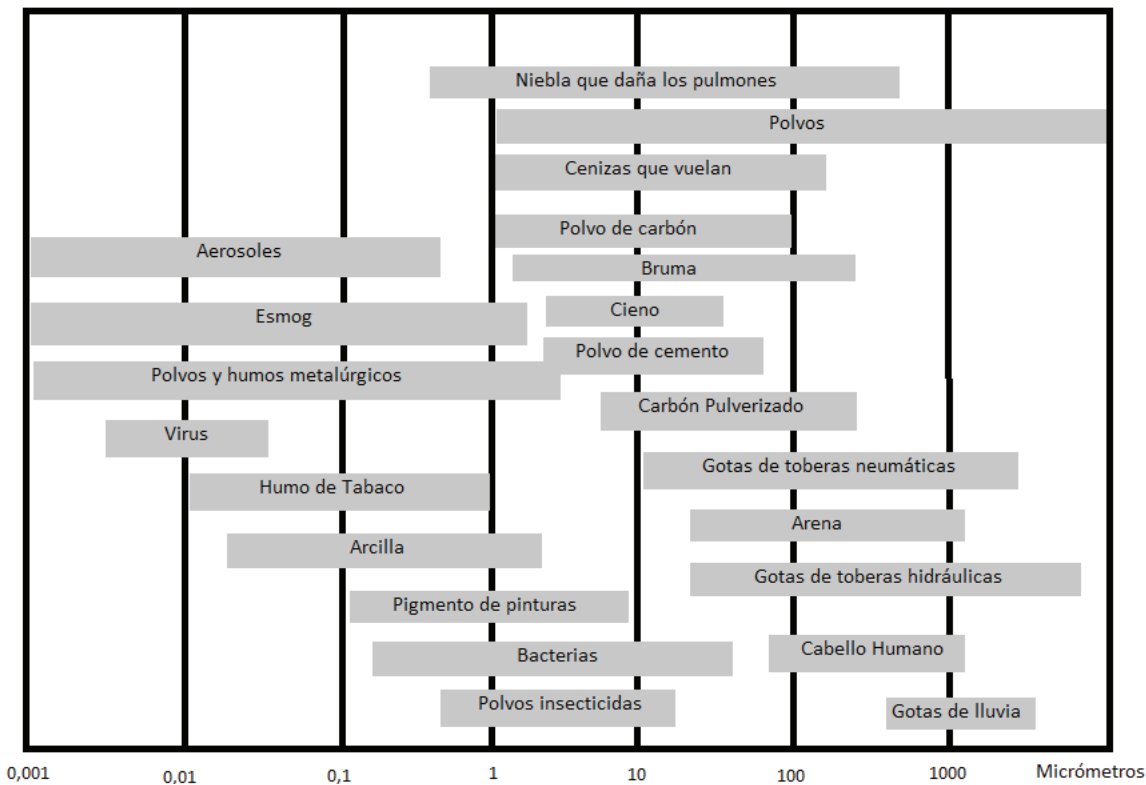 Niebla que daña los pulmones
Polvos
Cenizas que vuelan
Polvo de carbón
Aerosoles
Bruma
Cieno
Esmog
Polvo de cemento
Polvos y humos metalúrgicos
Carbón Pulverizado
Virus
Gotas de toberas neumáticas
Humo de Tabaco
Arena
Arcilla
Gotas de toberas hidráulicas
Pigmento de pinturas
Cabello Humano
Bacterias
Polvos insecticidas
Gotas de lluvia
0,001 0,01 0,1 1 10 100 1000 Micrómetros